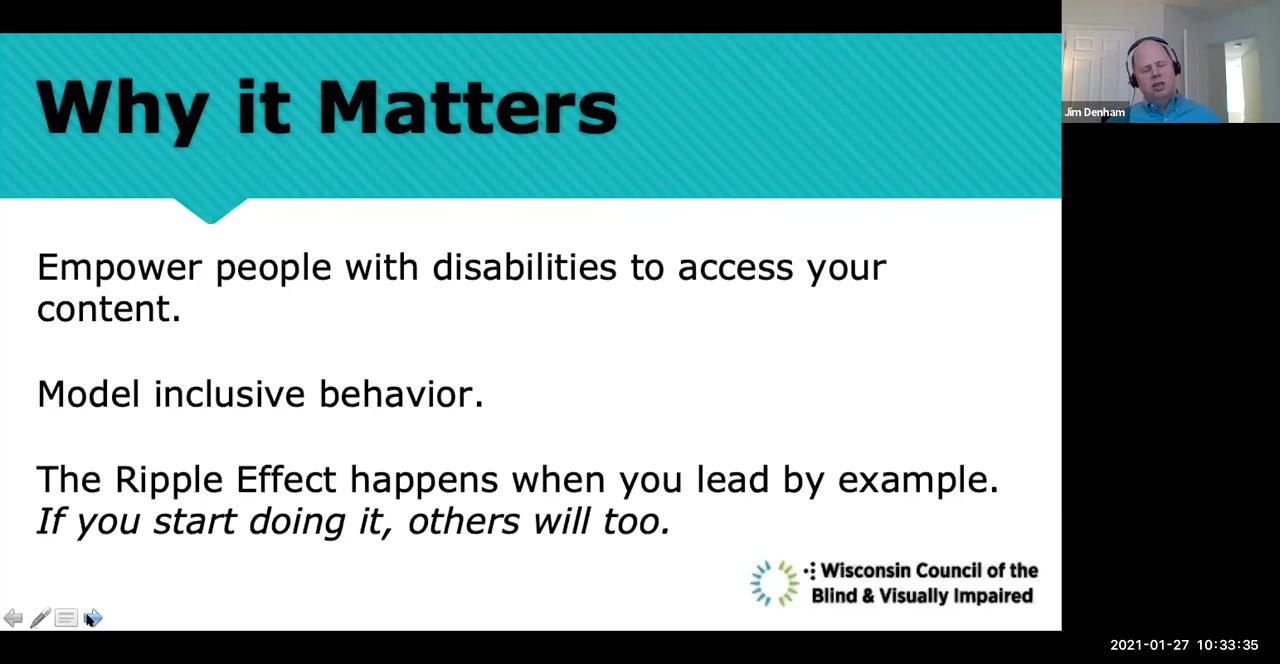 Why it Matters
Jim Denham
Empower people with disabilities to access your
content.
Model inclusive behavior.
The Ripple Effect happens when you lead by example.
If you start doing it, others will too.
Wisconsin Council of the
Blind & Visually Impaired
2021-01-27 10:33:35